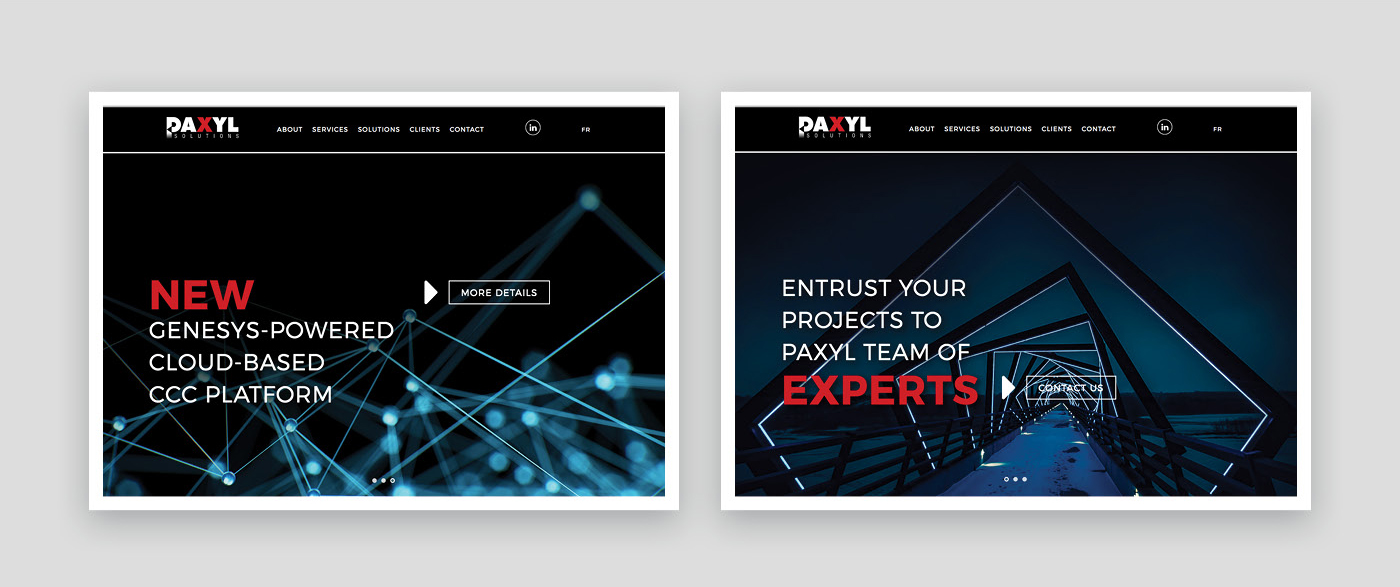 PAXYL
SOLUTIONS
ABOUT SERVICES SOLUTIONS CLIENTS CONTACT in FR
NEW
GENESYS-POWERED
CLOUD-BASED
CCC PLATFORM
MORE DETAILS
PAXYL
SOLUTIONS
ABOUT SERVICES SOLUTIONS CLIENTS CONTACT in FR
ENTRUST YOUR
PROJECTS TO
PAXYL TEAM OF
EXPERTS
CONTACT US